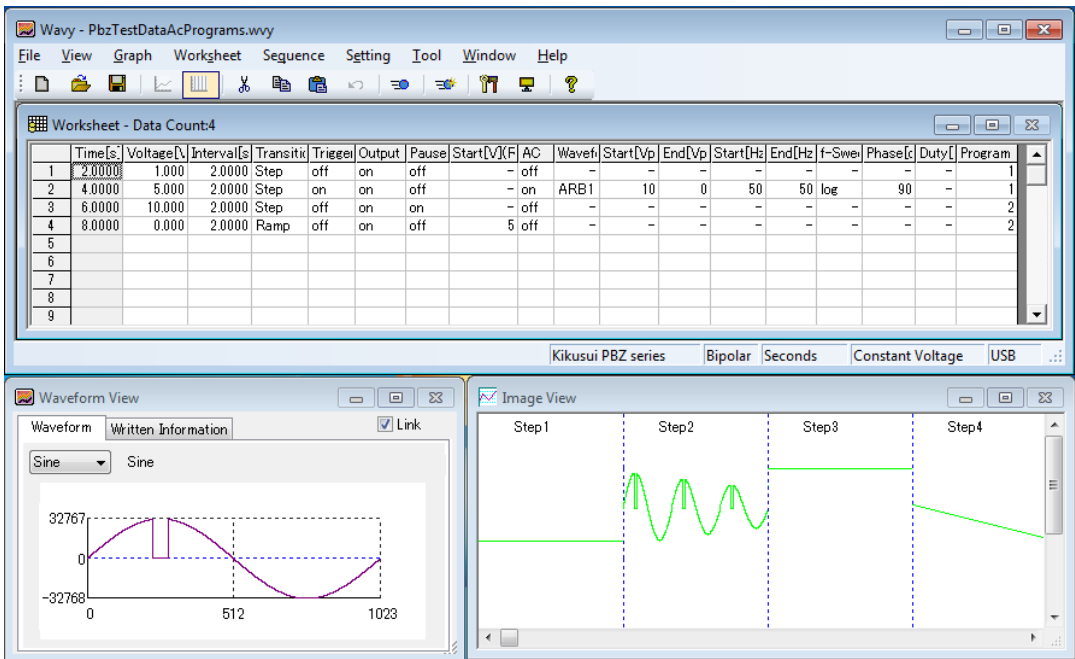 Wavy - PbzTestDataAcPrograms.wvy
File View Graph Worksheet Sequence Setting Tool Window Help
Worksheet - Data Count:4
Time[s] Voltage[V Interval[s Transitio Trigger Output Pause Start[V](F AC Wavefo Start[Vp End[Vp Start[Hz End[Hz f-Swee Phase[d Duty[ Program
1 2.0000 1.000 2.0000 Step off on off - off - - - - - - - - 1
2 4.0000 5.000 2.0000 Step on on off - on ARB1 10 0 50 50 log 90 - 1
3 6.0000 10.000 2.0000 Step off on on - off - - - - - - - - 2
4 8.0000 0.000 2.0000 Ramp off on off 5 off - - - - - - - - 2
5
6
7
8
9
Kikusui PBZ series Bipolar Seconds Constant Voltage USB
Waveform View
Waveform Written Information Link
Sine Sine
32767
0
-32768
0 512 1023
Image View
Step1 Step2 Step3 Step4